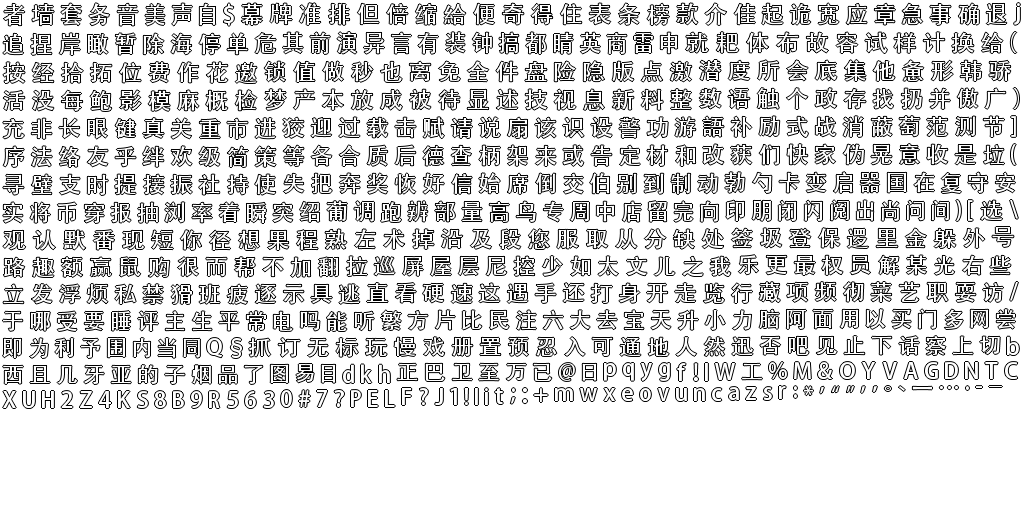 者墙套务音美声自$幕牌准排但倍缩給便奇得住表条榜款介佳起诡宽应章急事确退j
追捏岸瞰暂除海停单危其前演异言有装钟搞都睛英商雷申就耙体布故容试样计换给(
按经拾拓位费作花邀锁值做秒也离免全件盘险隐版点激潜度所会底集他鱼形韩骄
活没每鲍影模麻概检梦产本放成被待显述技视息新料整数语触个政存找扔并傲广)
充非长眼键真关重市进狡迎过载击赋请说扇该识设警功游語补励式战消蔽萄范测节]
序法络友乎绊欢级简策等各合质后德查柄架来或告定材和改获们快家伪晃意收是垃(
寻壁支时提接振社持使失把奔奖恢好信始席倒交伯别到制动勃勺卡变启器国在复守安
实将币穿报抽浏率着瞬突绍葡调跑辨部量高鸟专周中店留完向印朋闭闪阅出尚问间)[选\
观认默番现短你径想果程熟左术掉沿及段您服取从分缺处签圾登保逻里金躲外号
路趣额赢鼠购很而帮不加翻拉巡屏屋层尼控少如太文儿之我乐更最权员解某光右些
立发浮烦私禁猾班疲逐示具逃直看硬速这遇手还打身开走览行藏项频彻菜艺职耍访/
于哪受要睡评主生平常电吗能听繁方片比民注六大去宝天升小力脑阿面用以买门多网尝
即为利予围内当同Q§抓订无标玩慢戏册置预忍入可通地人然迅否吧见止下话察上切b
西且几牙亚的子烟品了图易目dkh正巴卫至万已@日pqygf!|W工%M&OYVAGDNTC
XUH2Z4KS8B9R5630#7?PELF?J1!lit;:+mwxeovuncazsr:*′″″′′°、—…·-‾